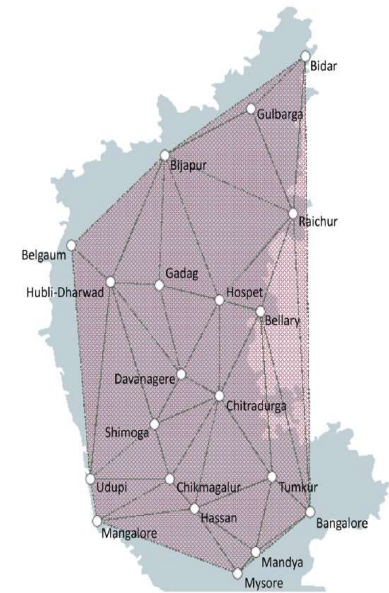 Bidar
Gulbarga
Bijapur
Raichur
Belgaum
Gadag
Hubli-Dharwad
Hospet
Bellary
Davanagere
Chitradurga
Shimoga
Udupi
Chikmagalur
Tumkur
Hassan
Bangalore
Mangalore
Mandya
Mysore